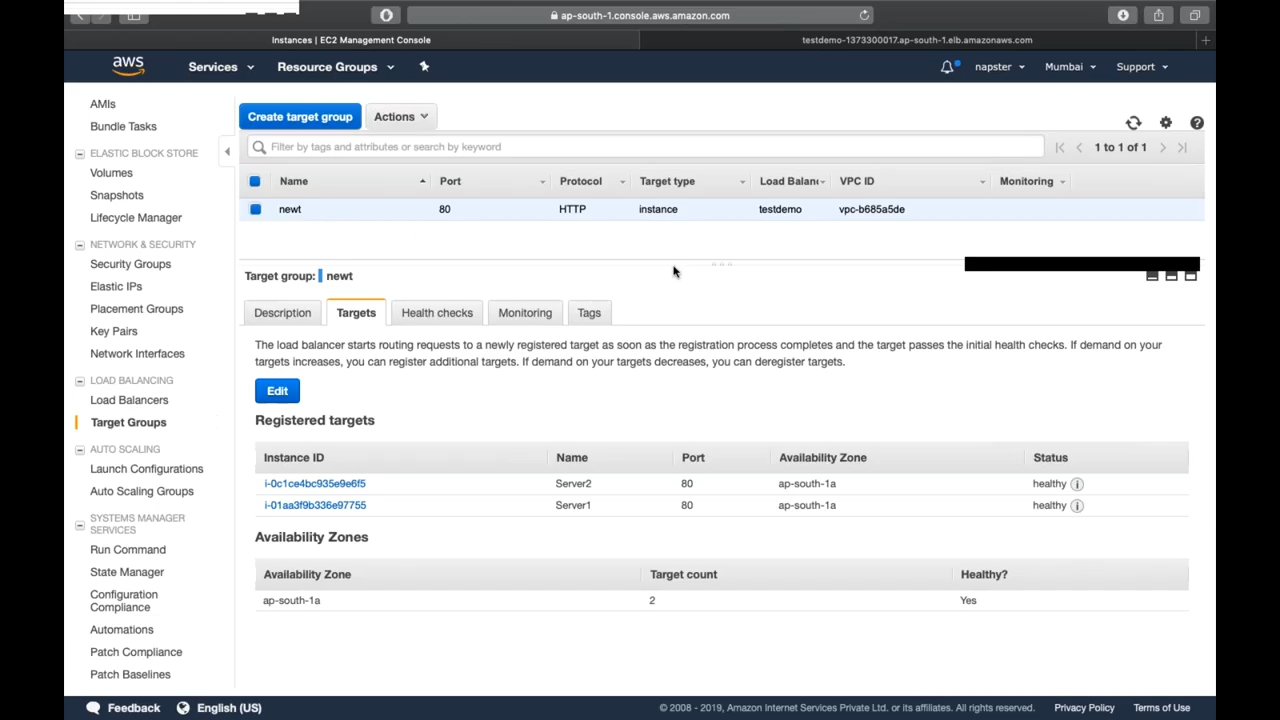 ap-south-1.console.aws.amazon.com
Instances | EC2 Management Console
testdemo-1373300017.ap-south-1.elb.amazonaws.com
aws
Services
Resource Groups
napster
Mumbai
Support
AMIs
Bundle Tasks
ELASTIC BLOCK STORE
Volumes
Snapshots
Lifecycle Manager
NETWORK & SECURITY
Security Groups
Elastic IPs
Placement Groups
Key Pairs
Network Interfaces
LOAD BALANCING
Load Balancers
Target Groups
AUTO SCALING
Launch Configurations
Auto Scaling Groups
SYSTEMS MANAGER
SERVICES
Run Command
State Manager
Configuration
Compliance
Automations
Patch Compliance
Patch Baselines
Create target group
Actions
Filter by tags and attributes or search by keyword
1 to 1 of 1
Name Port Protocol Target type Load Balan VPC ID Monitoring
newt 80 HTTP instance testdemo vpc-b685a5de
Target group: newt
Description Targets Health checks Monitoring Tags
The load balancer starts routing requests to a newly registered target as soon as the registration process completes and the target passes the initial health checks. If demand on your
targets increases, you can register additional targets. If demand on your targets decreases, you can deregister targets.
Edit
Registered targets
Instance ID Name Port Availability Zone Status
i-0c1ce4bc935e9e6f5 Server2 80 ap-south-1a healthy
i-01aa3f9b336e97755 Server1 80 ap-south-1a healthy
Availability Zones
Availability Zone Target count Healthy?
ap-south-1a 2 Yes
Feedback
English (US)
© 2008 - 2019, Amazon Internet Services Private Ltd. or its affiliates. All rights reserved.
Privacy Policy
Terms of Use